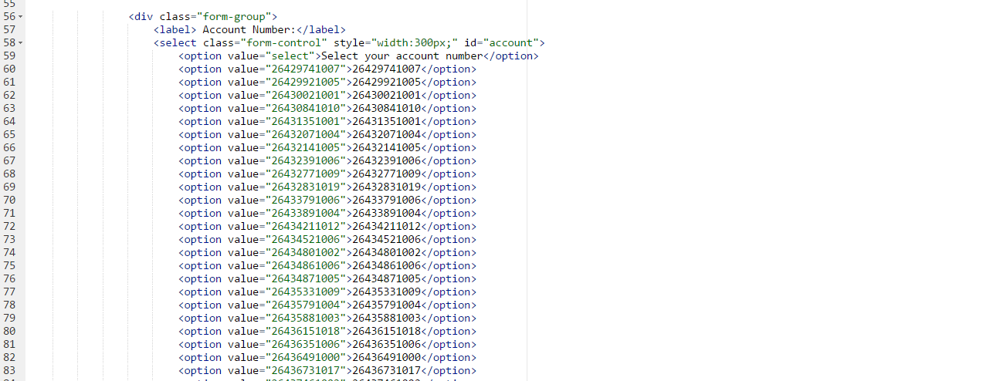 55
56 <div class="form-group">
57 <label> Account Number:</label>
58 <select class="form-control" style="width:300px;" id="account">
59 <option value="select">Select your account number</option>
60 <option value="26429741007">26429741007</option>
61 <option value="26429921005">26429921005</option>
62 <option value="26430021001">26430021001</option>
63 <option value="26430841010">26430841010</option>
64 <option value="26431351001">26431351001</option>
65 <option value="26432071004">26432071004</option>
66 <option value="26432141005">26432141005</option>
67 <option value="26432391006">26432391006</option>
68 <option value="26432771009">26432771009</option>
69 <option value="26432831019">26432831019</option>
70 <option value="26433791006">26433791006</option>
71 <option value="26433891004">26433891004</option>
72 <option value="26434211012">26434211012</option>
73 <option value="26434521006">26434521006</option>
74 <option value="26434801002">26434801002</option>
75 <option value="26434861006">26434861006</option>
76 <option value="26434871005">26434871005</option>
77 <option value="26435331009">26435331009</option>
78 <option value="26435791004">26435791004</option>
79 <option value="26435881003">26435881003</option>
80 <option value="26436151018">26436151018</option>
81 <option value="26436351006">26436351006</option>
82 <option value="26436491000">26436491000</option>
83 <option value="26436731017">26436731017</option>